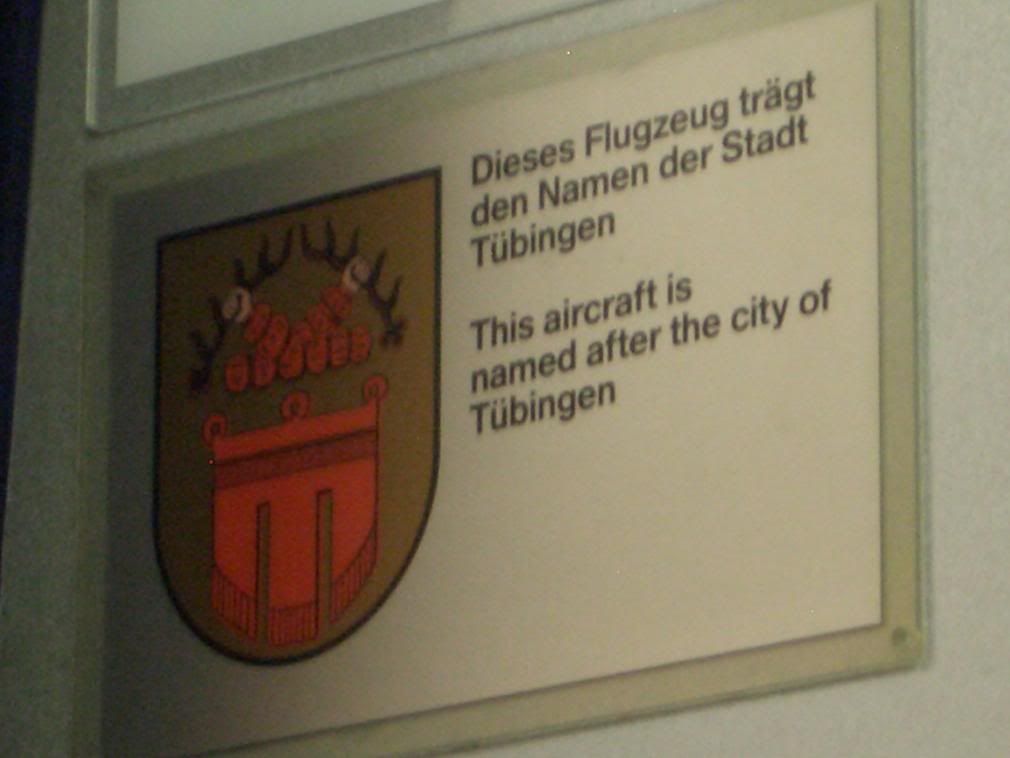 Dieses Flugzeug trägt
den Namen der Stadt
Tübingen
This aircraft is
named after the city of
Tübingen